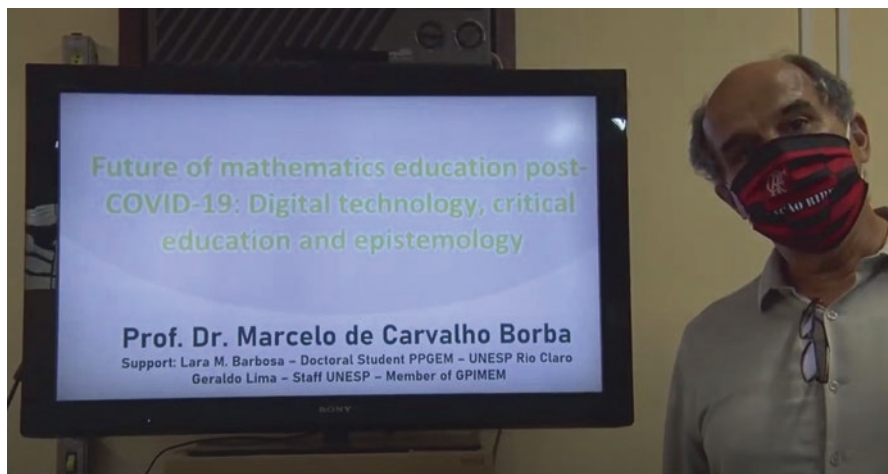 Future of mathematics education post-
COVID-19: Digital technology, critical
education and epistemology
Prof. Dr. Marcelo de Carvalho Borba
Support: Lara M. Barbosa – Doctoral Student PPGEM – UNESP Rio Claro
Geraldo Lima – Staff UNESP – Member of GPIMEM
SONY